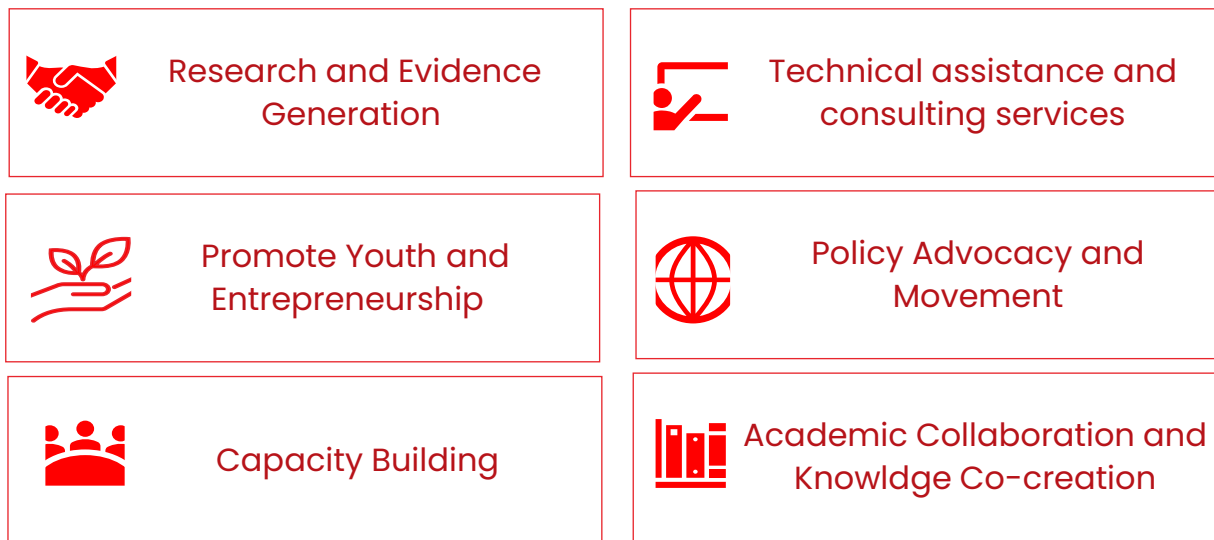 Research and Evidence
Generation
Technical assistance and
consulting services
Promote Youth and
Entrepreneurship
Policy Advocacy and
Movement
Capacity Building
Academic Collaboration and
Knowldge Co-creation